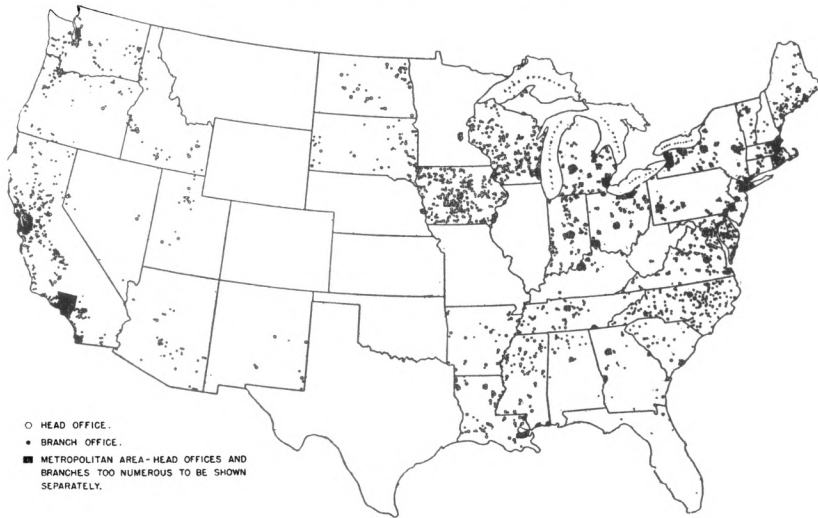 HEAD OFFICE.
BRANCH OFFICE.
METROPOLITAN AREA-HEAD OFFICES AND
BRANCHES TOO NUMEROUS TO BE SHOWN
SEPARATELY.